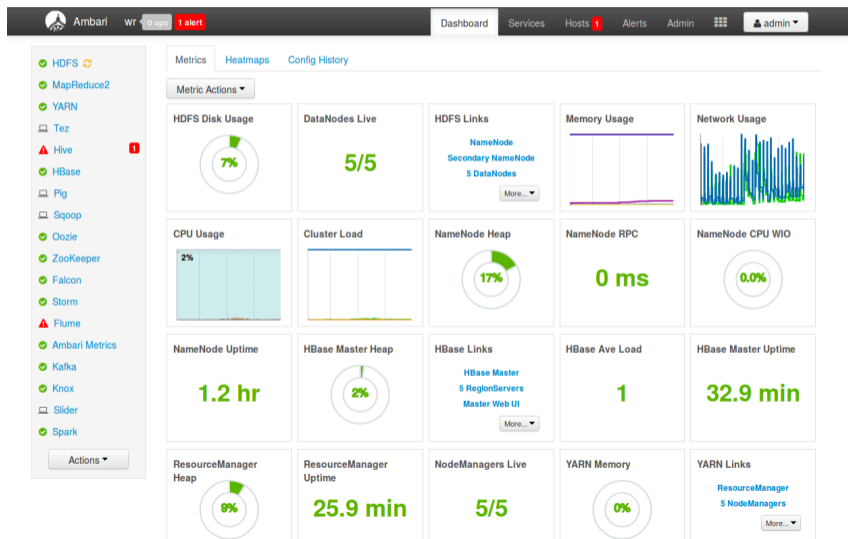 Ambari wr 0 ops 1 alert Dashboard Services Hosts 1 Alerts Admin admin
HDFS
MapReduce2
YARN
Tez
Hive 1
HBase
Pig
Sqoop
Oozie
ZooKeeper
Falcon
Storm
Flume
Ambari Metrics
Kafka
Knox
Slider
Spark
Actions
Metrics Heatmaps Config History
Metric Actions
HDFS Disk Usage
7%
DataNodes Live
5/5
HDFS Links
NameNode
Secondary NameNode
5 DataNodes
More...
Memory Usage
Network Usage
CPU Usage
2%
Cluster Load
NameNode Heap
17%
NameNode RPC
0 ms
NameNode CPU WIO
0.0%
NameNode Uptime
1.2 hr
HBase Master Heap
2%
HBase Links
HBase Master
5 RegionServers
Master Web UI
More...
HBase Ave Load
1
HBase Master Uptime
32.9 min
ResourceManager
Heap
9%
ResourceManager
Uptime
25.9 min
NodeManagers Live
5/5
YARN Memory
0%
YARN Links
ResourceManager
5 NodeManagers
More...